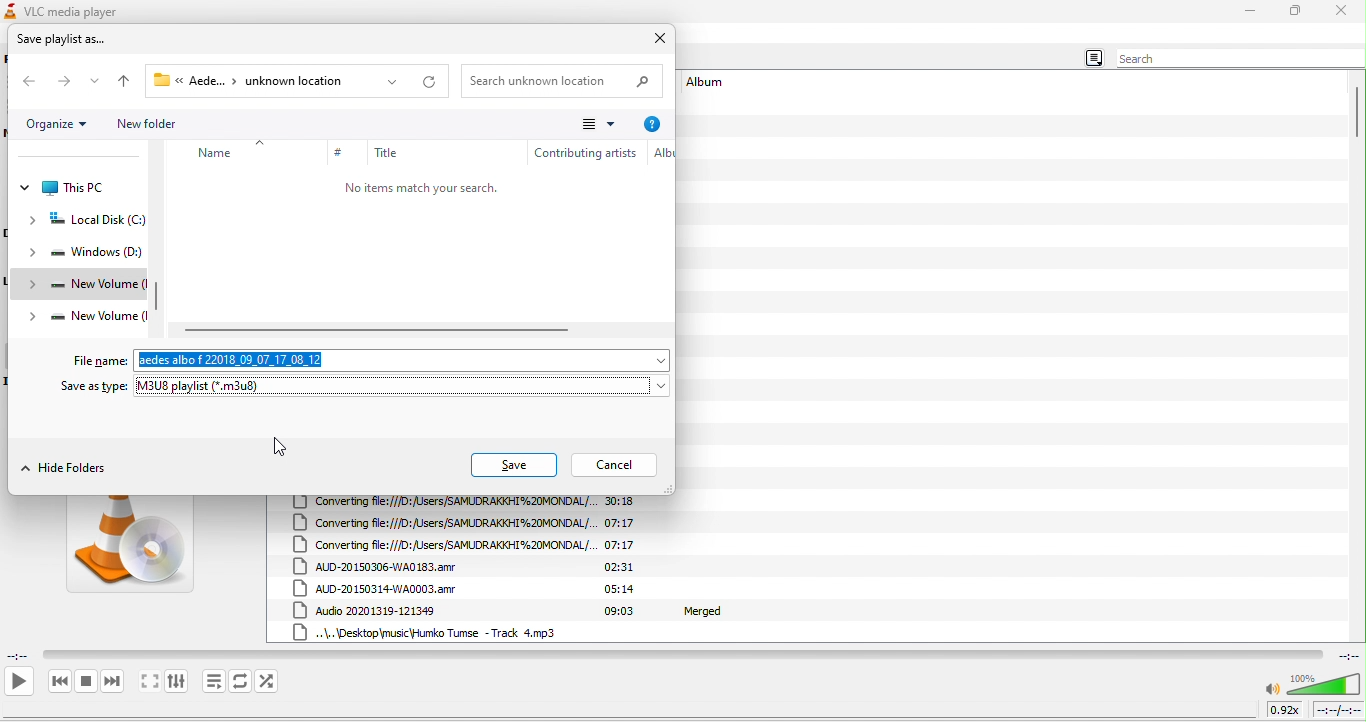 VLC media player
Save playlist as...
« Aede... › unknown location
Search unknown location
Search
Organize
New folder
?
Album
Name # Title Contributing artists Albu
No items match your search.
This PC
Local Disk (C:)
Windows (D:)
New Volume (
New Volume (
File name: aedes albo f 22018_09_07_17_08_12
Save as type: M3U8 playlist (*.m3u8)
Hide Folders
Save
Cancel
Converting file:///D:/Users/SAMUDRAKKHI%20MONDAL/... 30:18
Converting file:///D:/Users/SAMUDRAKKHI%20MONDAL/... 07:17
Converting file:///D:/Users/SAMUDRAKKHI%20MONDAL/... 07:17
AUD-20150306-WA0183.amr 02:31
AUD-20150314-WA0003.amr 05:14
Audio 20201319-121349 09:03 Merged
..\..\Desktop\music\Humko Tumse - Track 4.mp3
--:-- --:--
100%
0.92x --:--/--:--